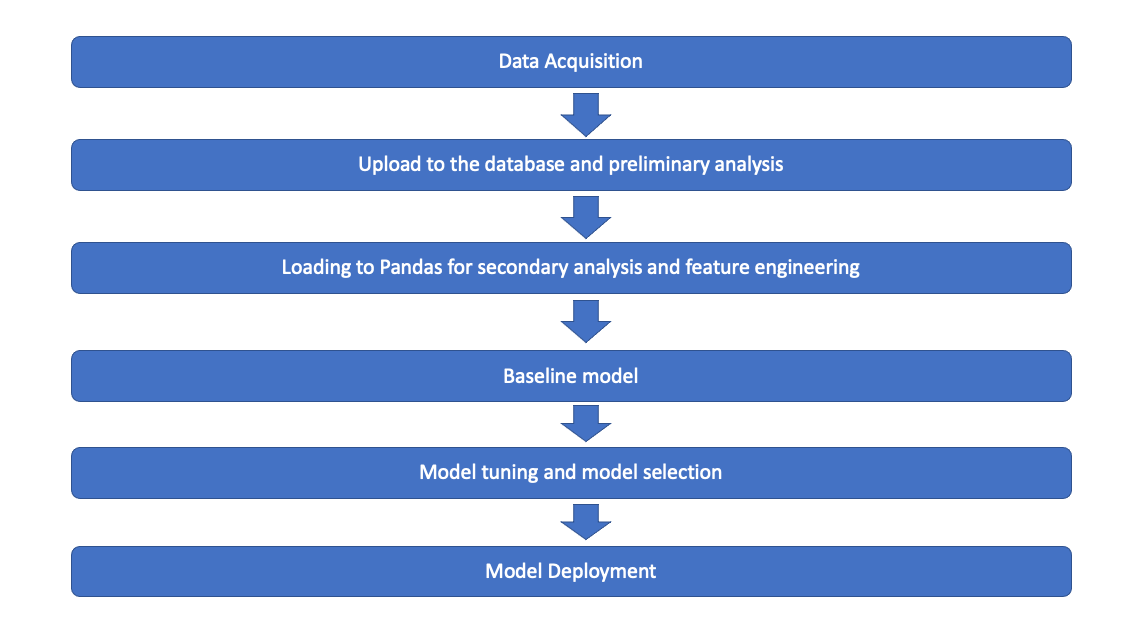 Data Acquisition
Upload to the database and preliminary analysis
Loading to Pandas for secondary analysis and feature engineering
Baseline model
Model tuning and model selection
Model Deployment